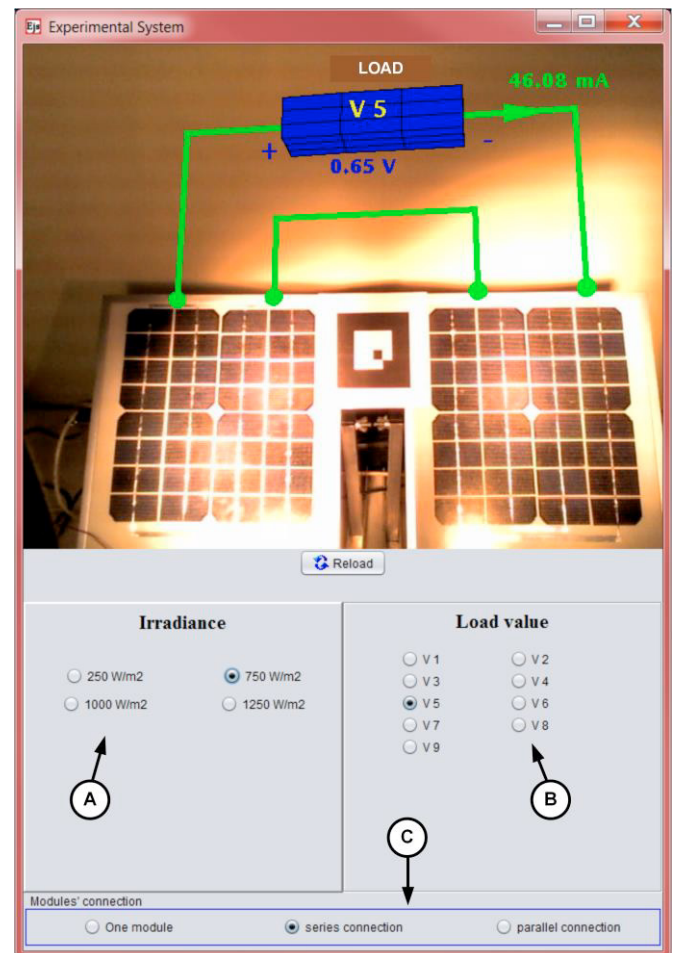 Ejs Experimental System
LOAD
46.08 mA
V 5
+ -
0.65 V
Reload
Irradiance
Load value
250 W/m2 750 W/m2
1000 W/m2 1250 W/m2
V 1 V 2
V 3 V 4
V 5 V 6
V 7 V 8
V 9
A
B
C
Modules' connection
One module series connection parallel connection